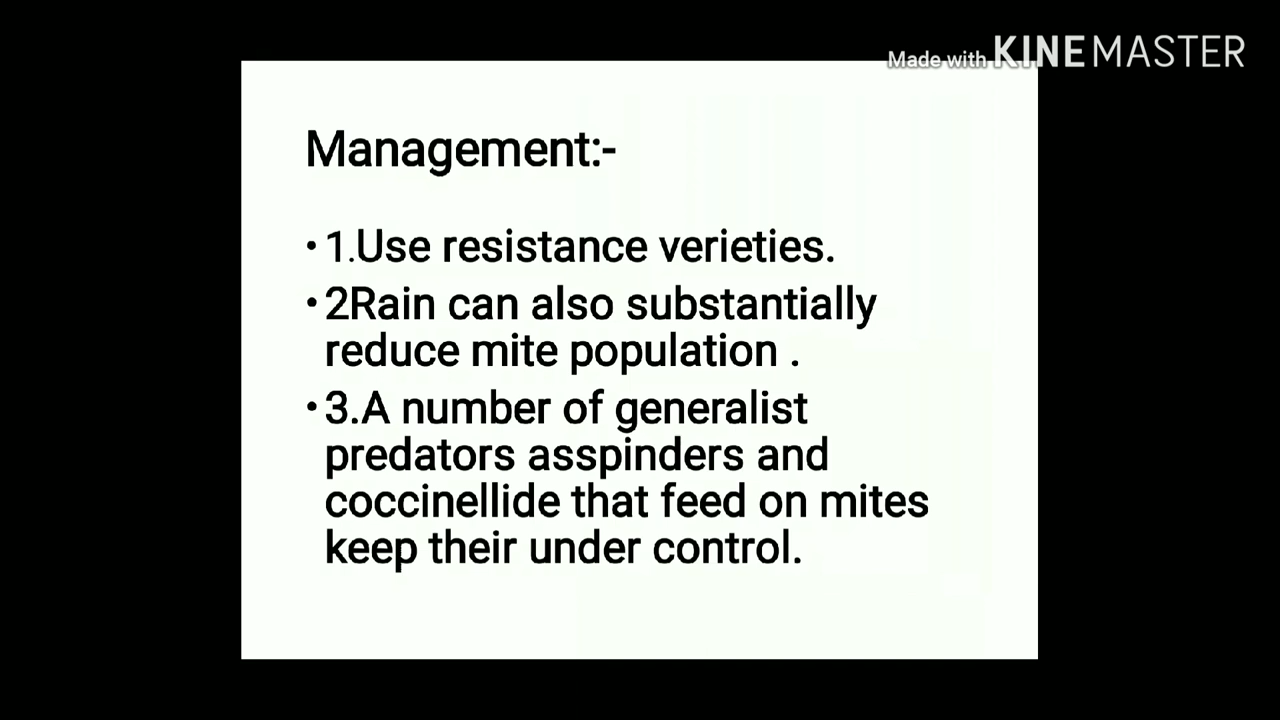 Made with KINEMASTER
Management:-
• 1.Use resistance verieties.
• 2Rain can also substantially
reduce mite population .
• 3.A number of generalist
predators asspinders and
coccinellide that feed on mites
keep their under control.